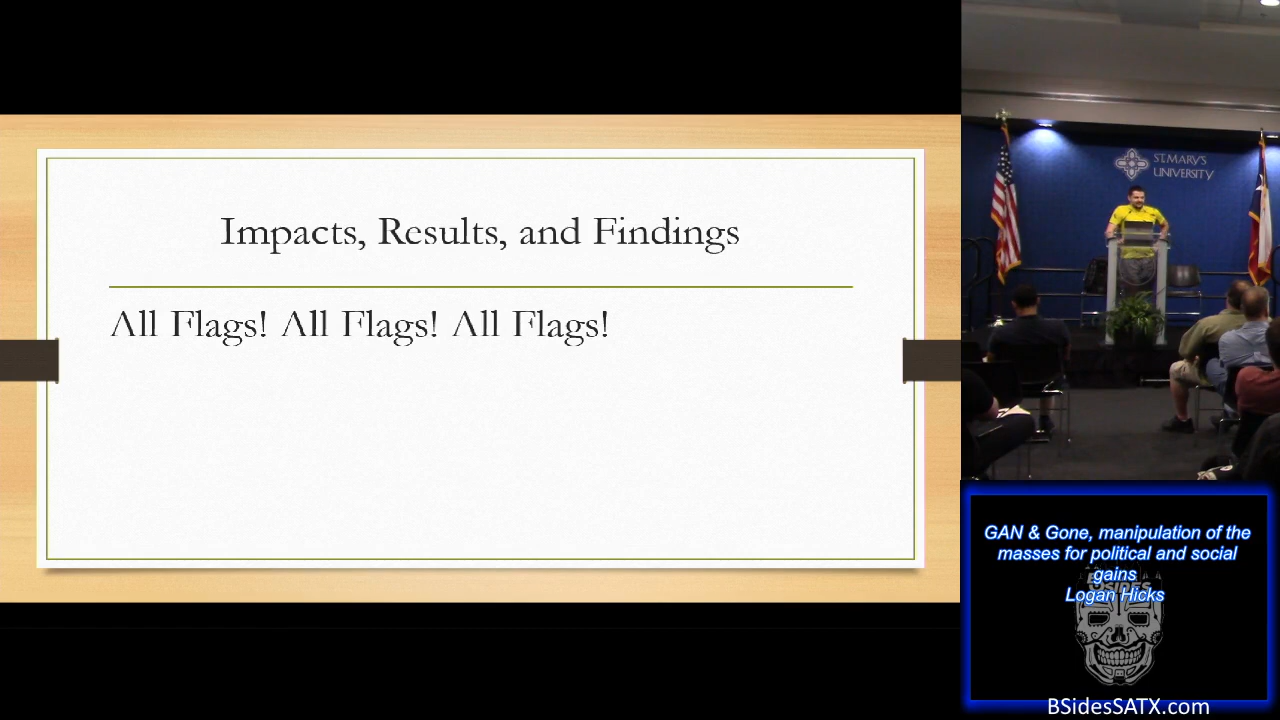 Impacts, Results, and Findings
All Flags! All Flags! All Flags!
ST. MARY'S
UNIVERSITY
GAN & Gone, manipulation of the
masses for political and social
gains
Logan Hicks
BSIDES
BSidesSATX.com